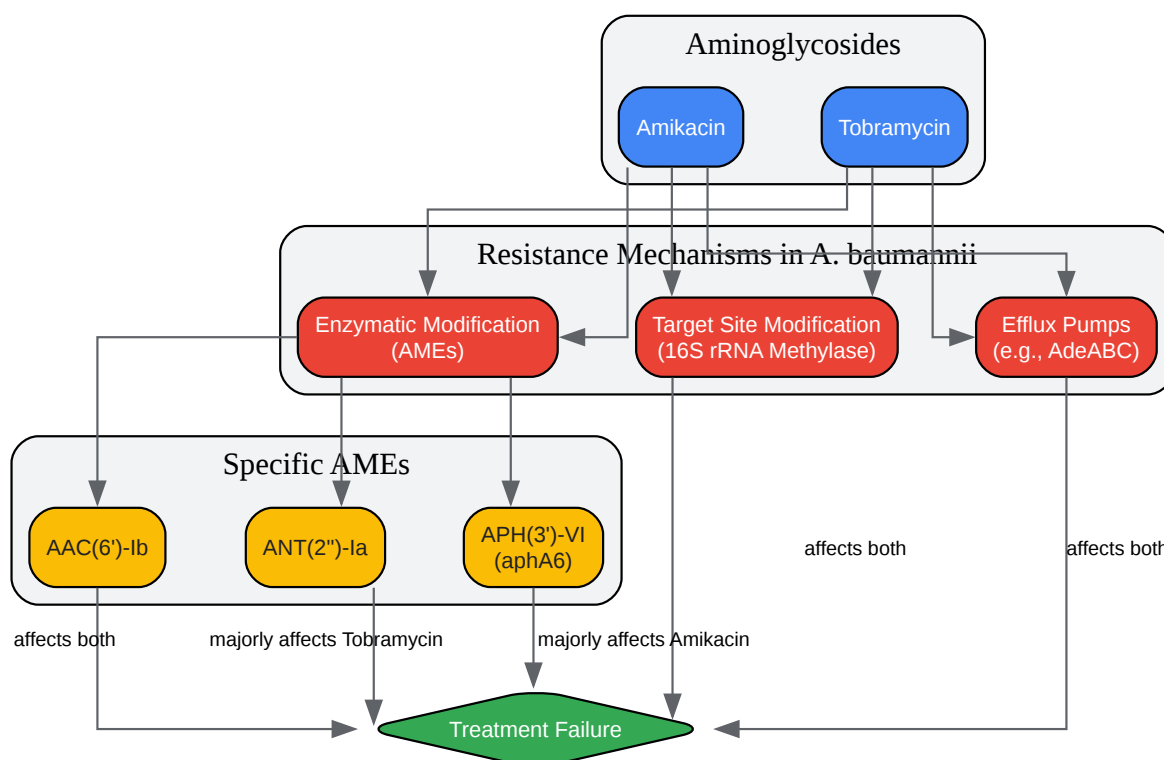 Aminoglycosides
Amikacin
Tobramycin
Resistance Mechanisms in A. baumannii
Enzymatic Modification
(AMEs)
Target Site Modification
(16S rRNA Methylase)
Efflux Pumps
(e.g., AdeABC)
Specific AMEs
AAC(6')-Ib
ANT(2")-Ia
APH(3')-VI
(aphA6)
affects both
affects both
affects both
majorly affects Tobramycin
majorly affects Amikacin
Treatment Failure